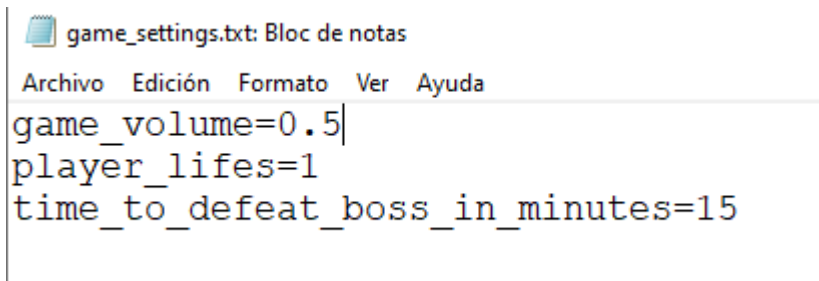 game_settings.txt: Bloc de notas
Archivo Edición Formato Ver Ayuda
game_volume=0.5
player_lifes=1
time_to_defeat_boss_in_minutes=15